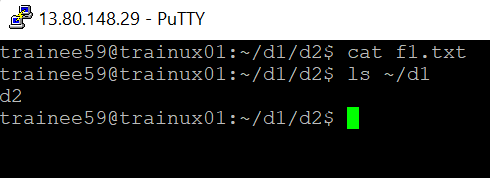 13.80.148.29 - PuTTY
trainee59@trainux01:~/d1/d2$ cat f1.txt
trainee59@trainux01:~/d1/d2$ ls ~/d1
d2
trainee59@trainux01:~/d1/d2$